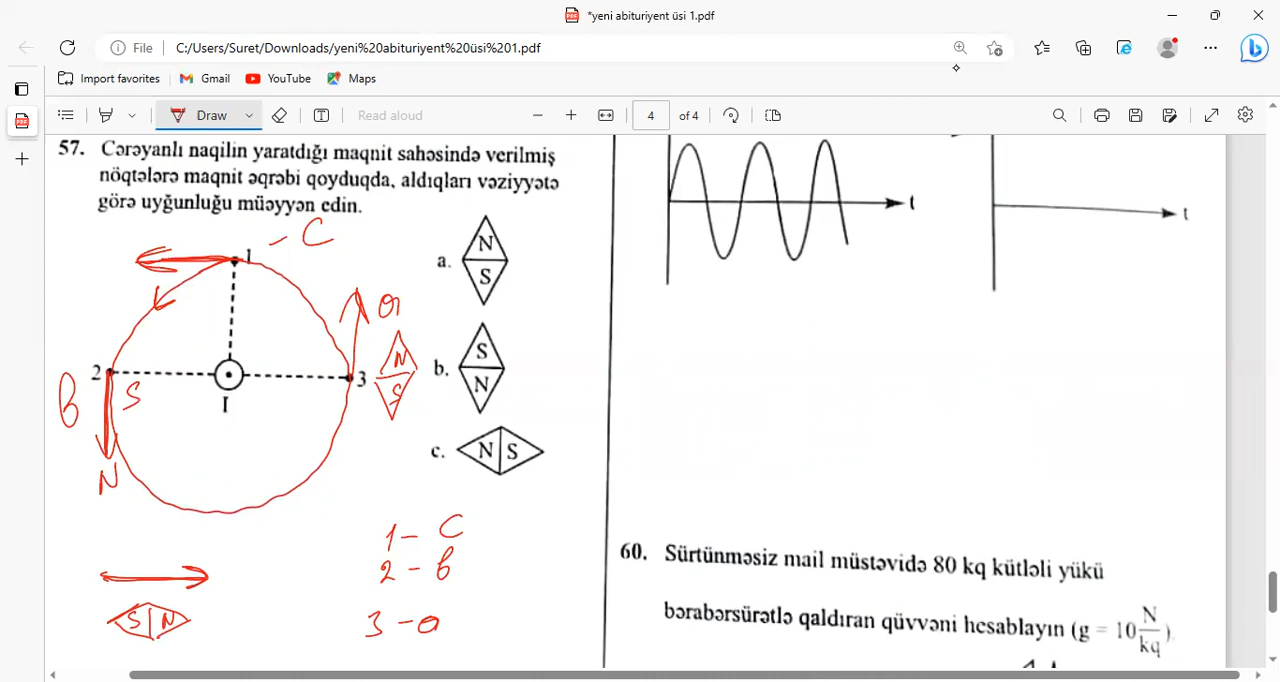 *yeni abituriyent üsi 1.pdf
File C:/Users/Suret/Downloads/yeni%20abituriyent%20üsi%201.pdf
Import favorites Gmail YouTube Maps
Draw Read aloud 4 of 4
57. Cərəyanlı naqilin yaratdığı maqnit sahəsində verilmiş
nöqtələrə maqnit əqrəbi qoyduqda, aldıqları vəziyyətə
görə uyğunluğu müəyyən edin.
1 - C
2 S
B
N
I
3 a
N
S
a. N
S
b. S
N
c. N S
1 - C
2 - b
3 - a
S N
t
t
60. Sürtünməsiz mail müstəvidə 80 kq kütləli yükü
bərabərsürətlə qaldıran qüvvəni hesablayın (g = 10 N/kq).